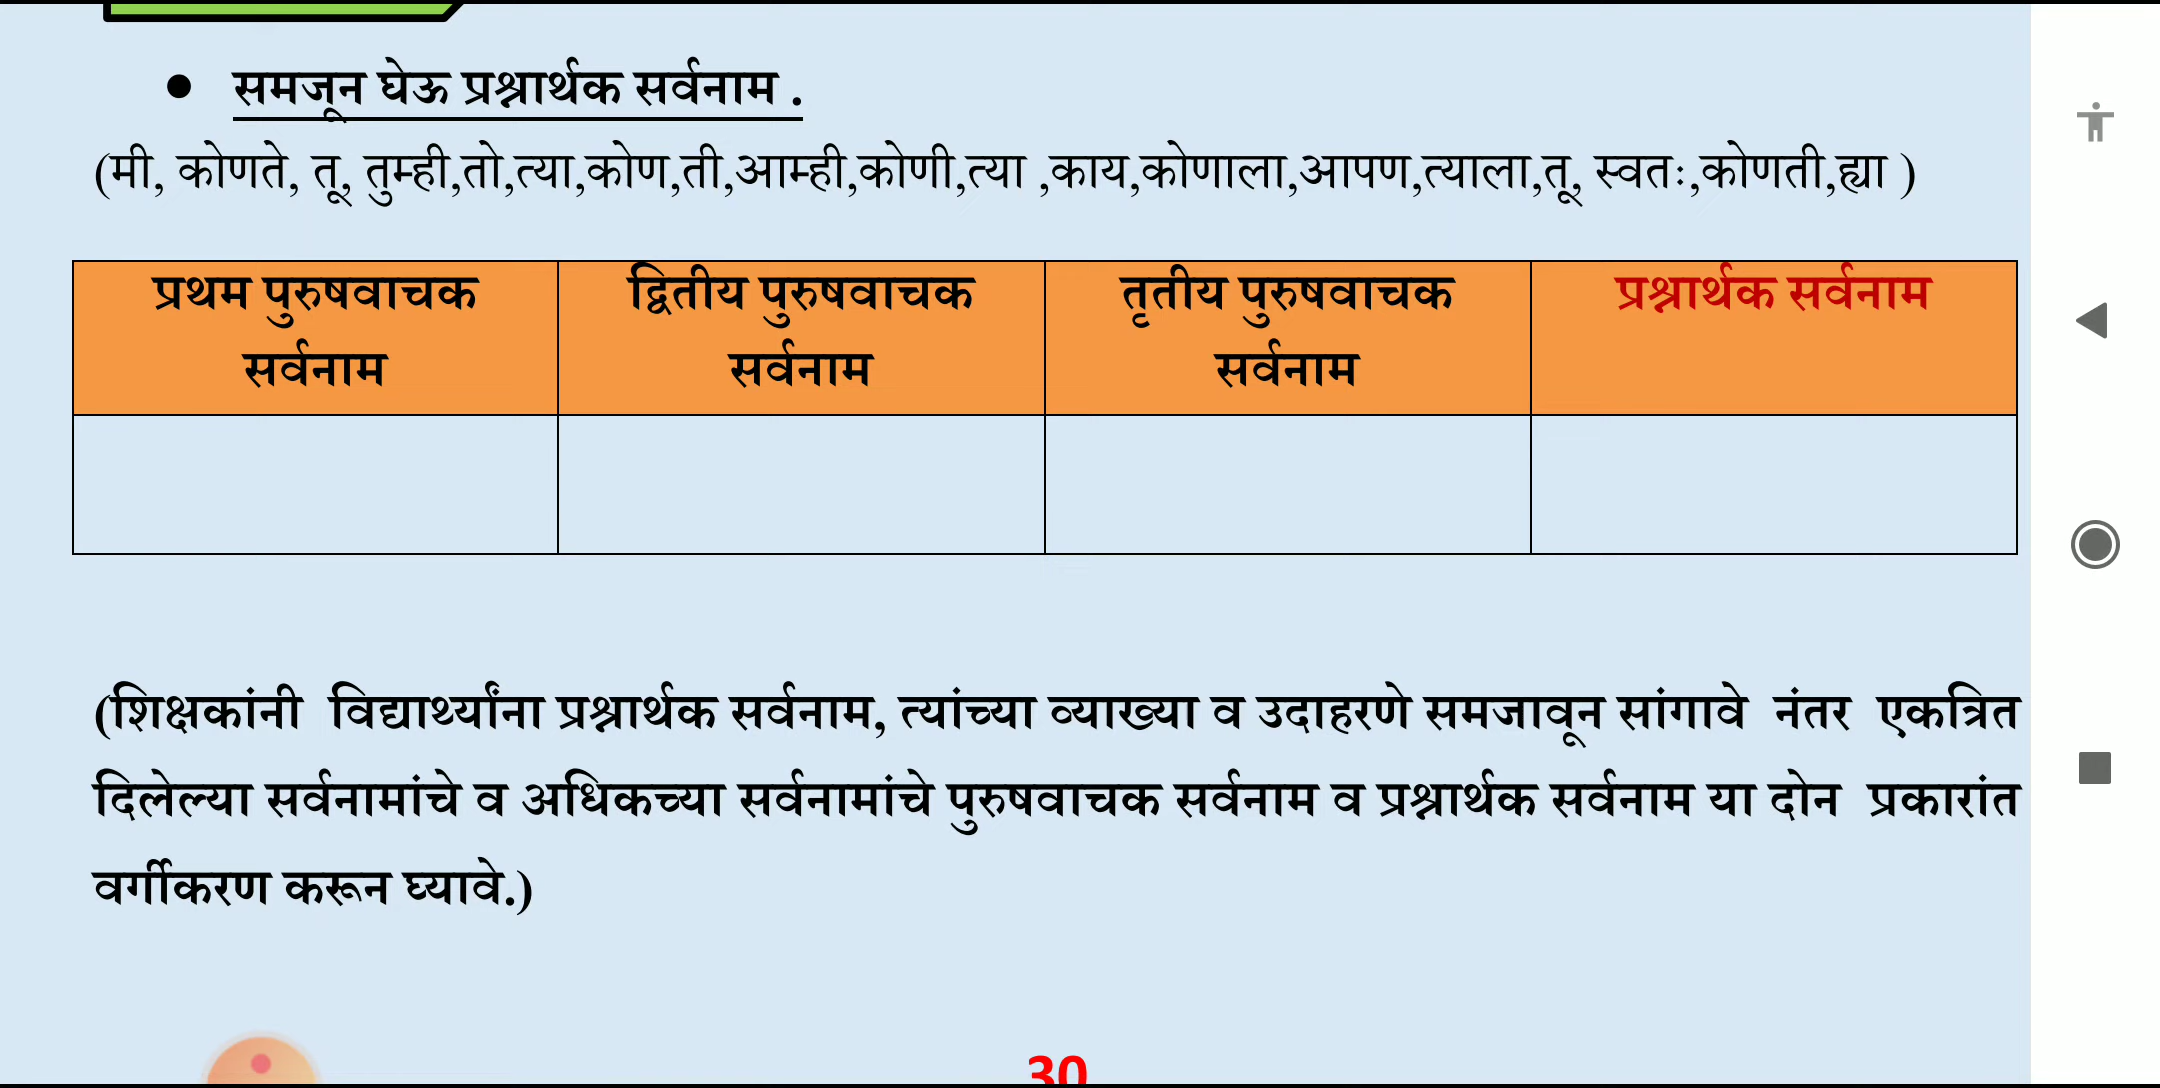 ● समजून घेऊ प्रश्नार्थक सर्वनाम .
(मी, कोणते, तू, तुम्ही,तो,त्या,कोण,ती,आम्ही,कोणी,त्या ,काय,कोणाला,आपण,त्याला,तू, स्वतः,कोणती,ह्या )
प्रथम पुरुषवाचक
सर्वनाम
द्वितीय पुरुषवाचक
सर्वनाम
तृतीय पुरुषवाचक
सर्वनाम
प्रश्नार्थक सर्वनाम
(शिक्षकांनी विद्यार्थ्यांना प्रश्नार्थक सर्वनाम, त्यांच्या व्याख्या व उदाहरणे समजावून सांगावे नंतर एकत्रित
दिलेल्या सर्वनामांचे व अधिकच्या सर्वनामांचे पुरुषवाचक सर्वनाम व प्रश्नार्थक सर्वनाम या दोन प्रकारांत
वर्गीकरण करून घ्यावे.)
30